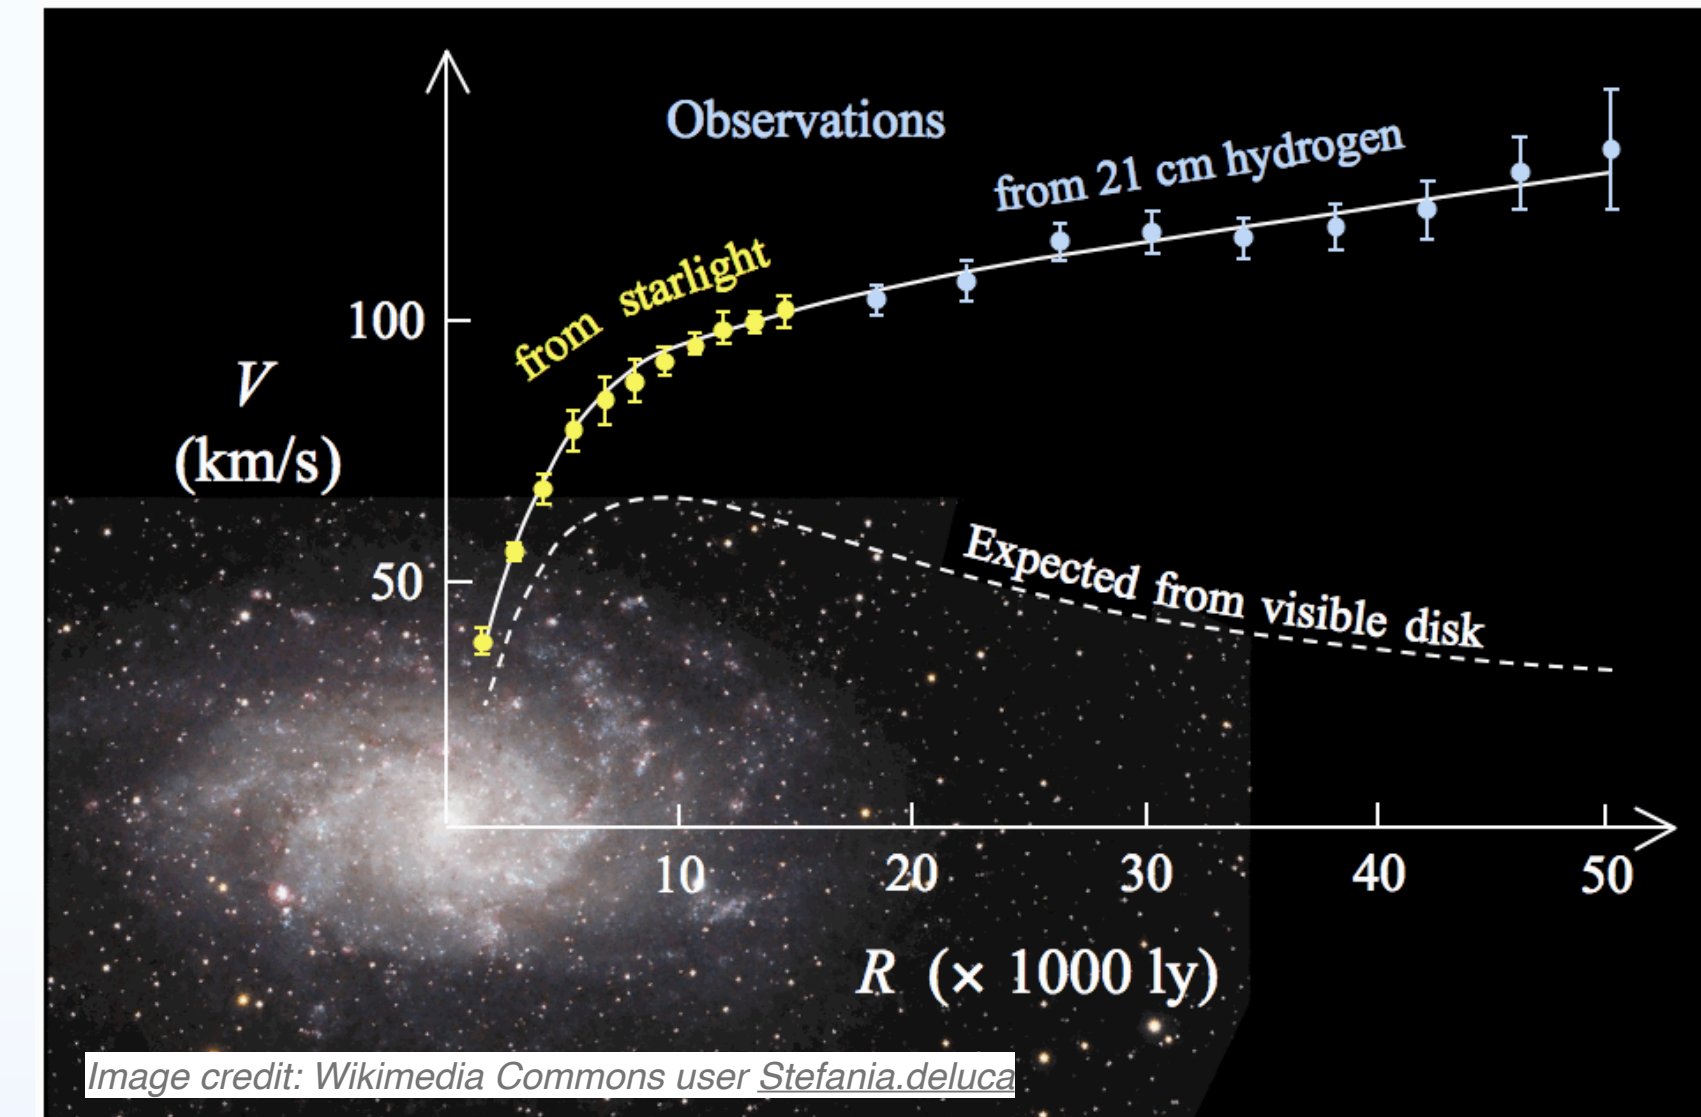 Observations
from 21 cm hydrogen
from starlight
100
V
(km/s)
50
Expected from visible disk
10 20 30 40 50
R (× 1000 ly)
Image credit: Wikimedia Commons user Stefania.deluca